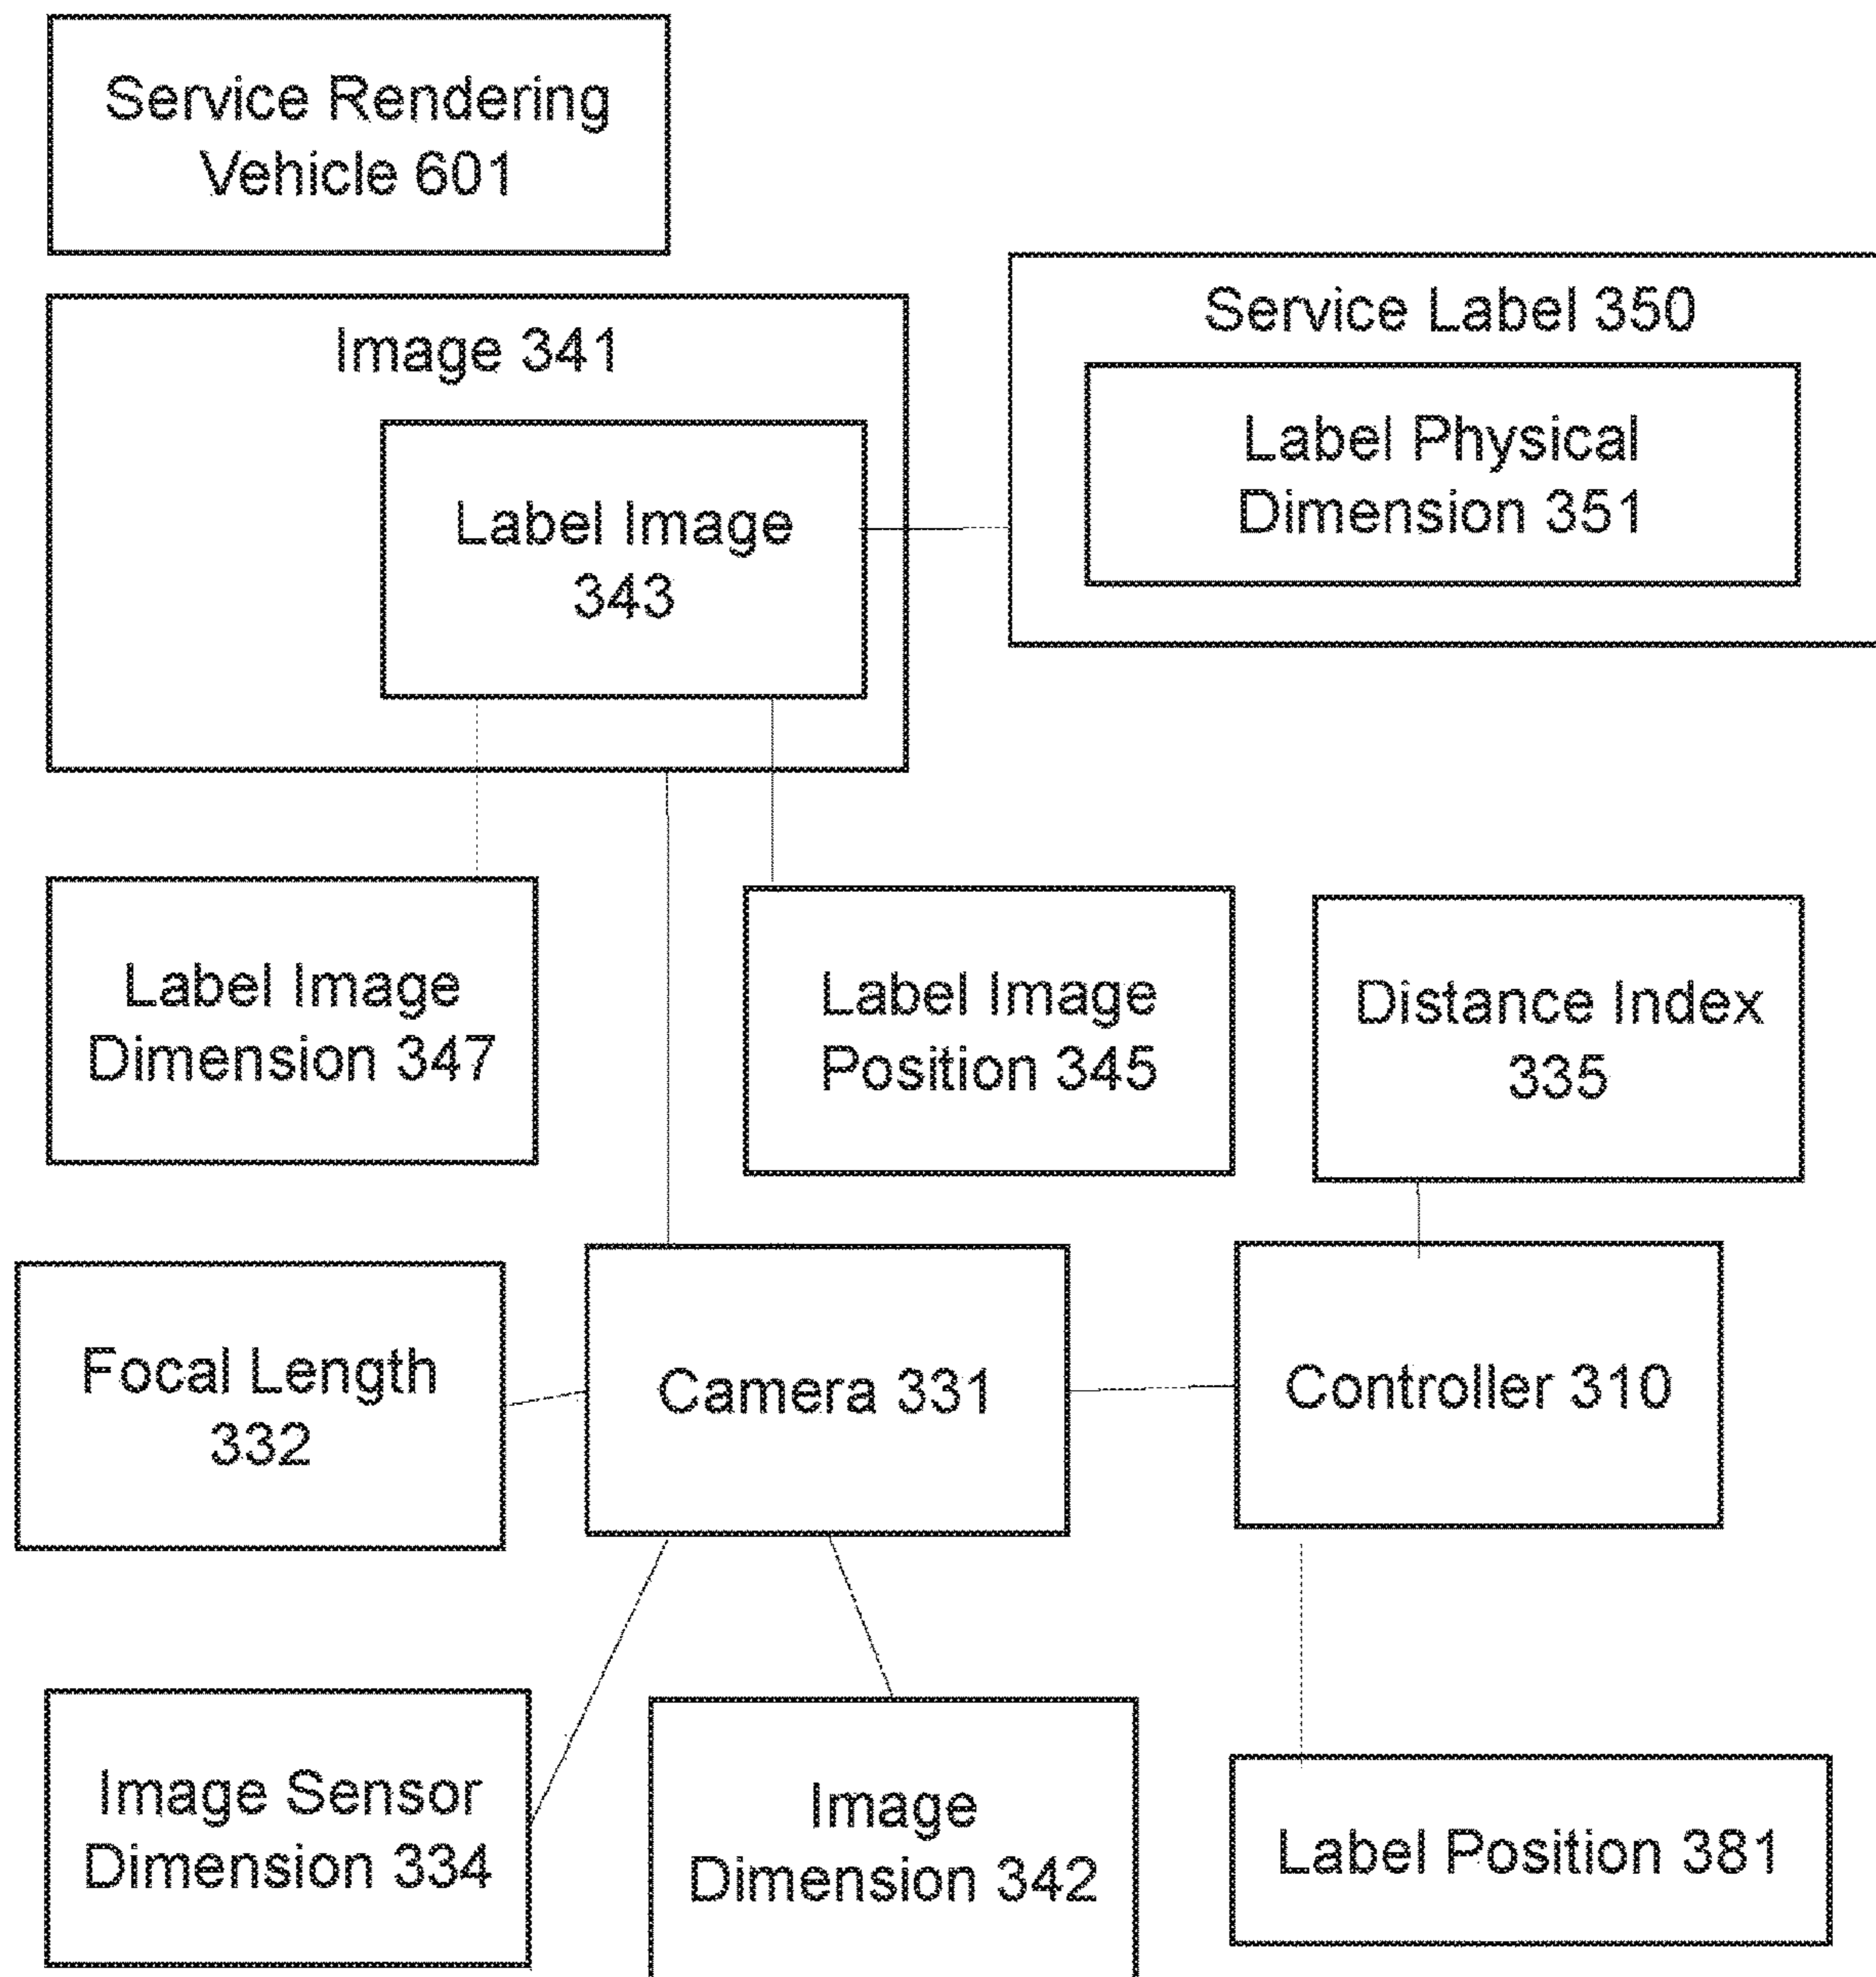 Service Rendering
Vehicle 601
Image 341
Label Image
343
Service Label 350
Label Physical
Dimension 351
Label Image
Dimension 347
Label Image
Position 345
Distance Index
335
Focal Length
332
Camera 331
Controller 310
Image Sensor
Dimension 334
Image
Dimension 342
Label Position 381